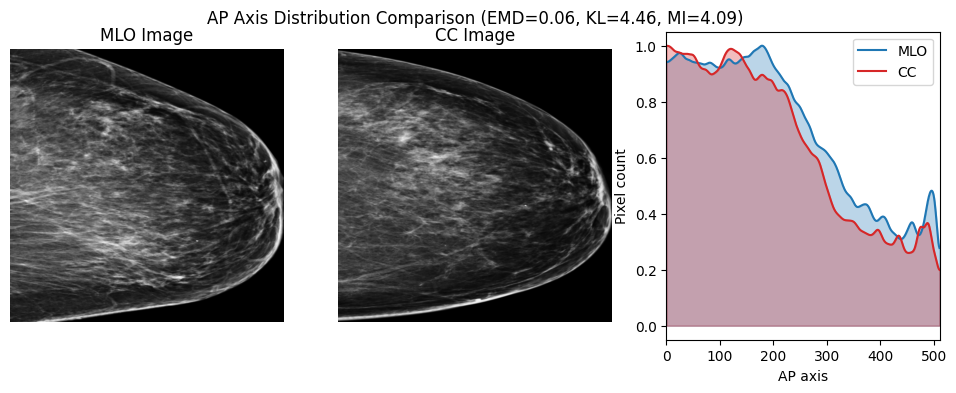 AP Axis Distribution Comparison (EMD=0.06, KL=4.46, MI=4.09)
MLO Image
CC Image
MLO
CC
Pixel count
1.0
0.8
0.6
0.4
0.2
0.0
0 100 200 300 400 500
AP axis